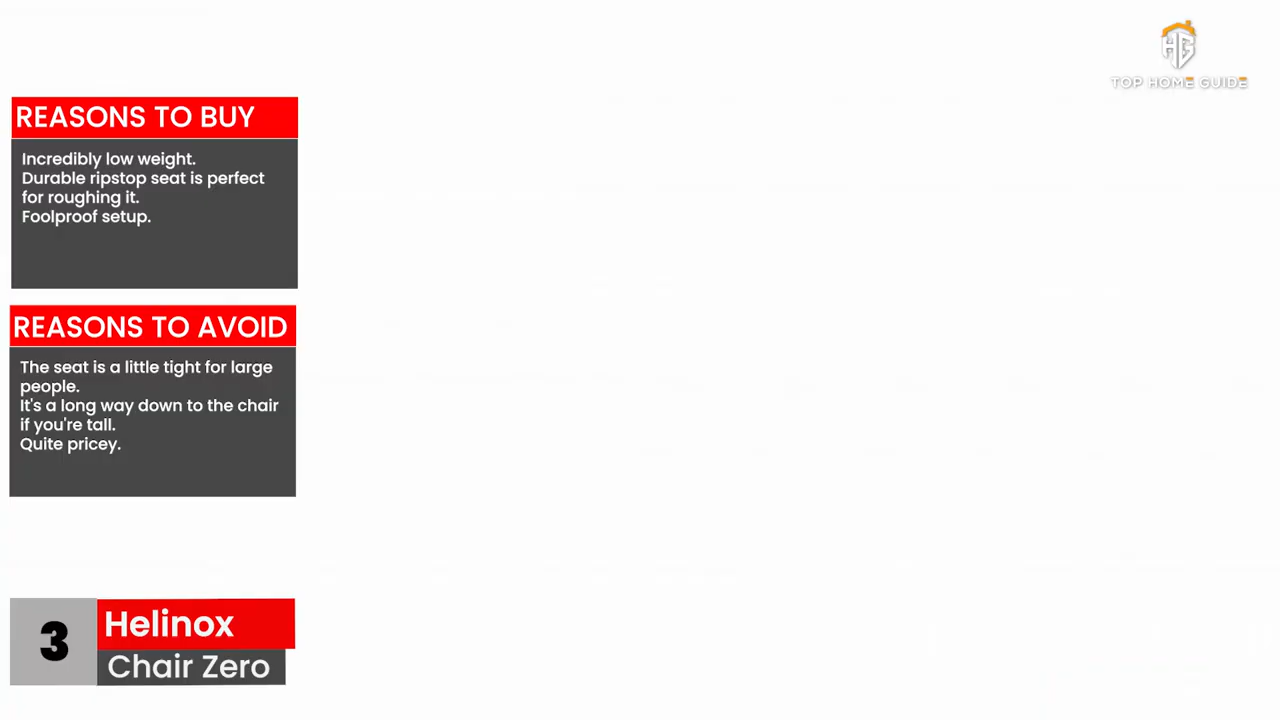 TOP HOME GUIDE
REASONS TO BUY
Incredibly low weight.
Durable ripstop seat is perfect
for roughing it.
Foolproof setup.
REASONS TO AVOID
The seat is a little tight for large
people.
It's a long way down to the chair
if you're tall.
Quite pricey.
3
Helinox
Chair Zero